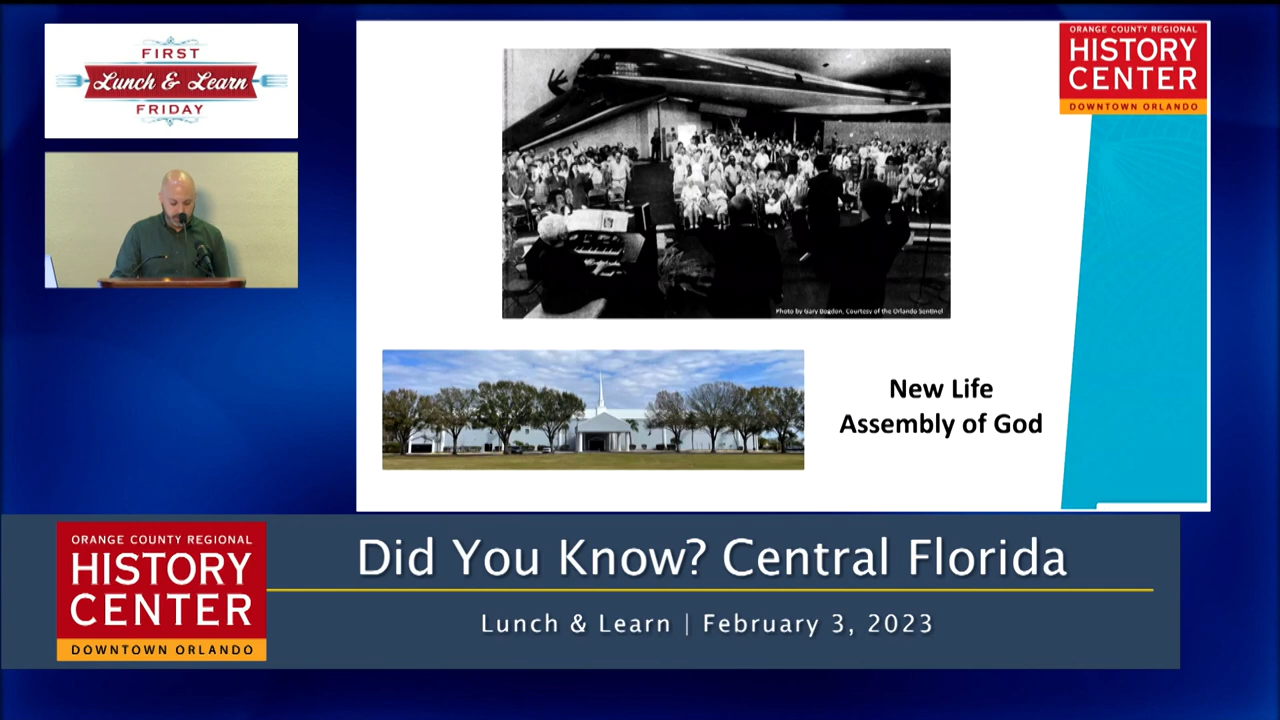 FIRST
Lunch & Learn
FRIDAY
ORANGE COUNTY REGIONAL
HISTORY
CENTER
DOWNTOWN ORLANDO
Photo by Gary Bogdon, Courtesy of the Orlando Sentinel
New Life
Assembly of God
ORANGE COUNTY REGIONAL
HISTORY
CENTER
DOWNTOWN ORLANDO
Did You Know? Central Florida
Lunch & Learn | February 3, 2023